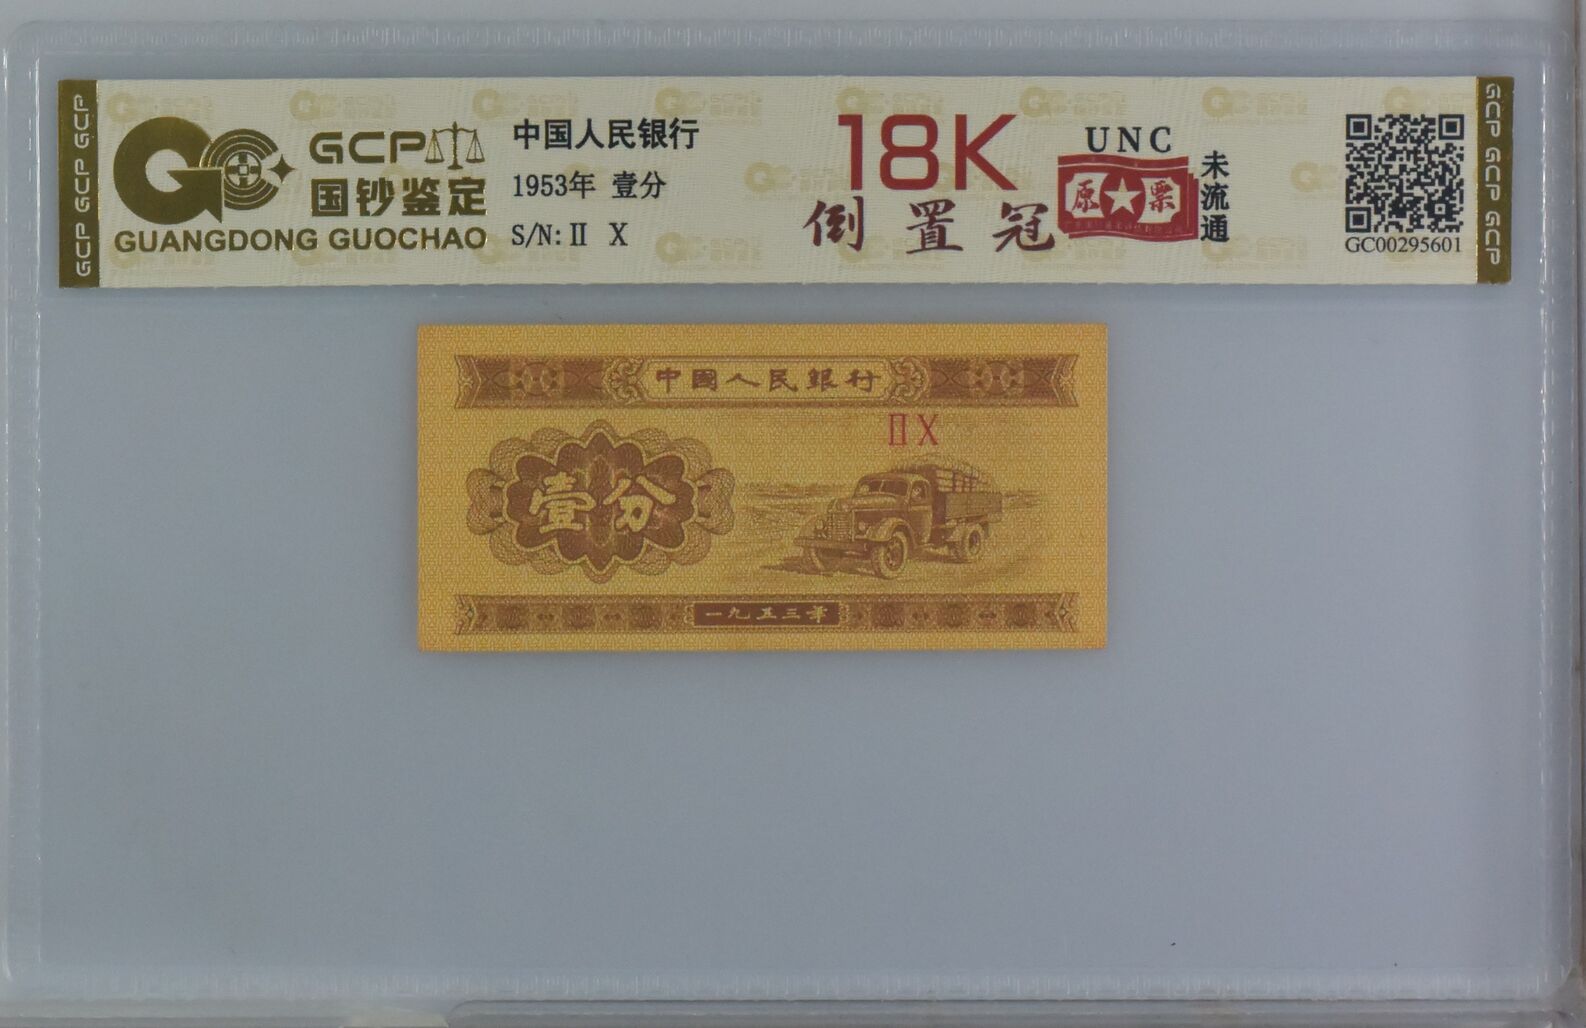 GCP GCP GCP
GCP
国钞鉴定
GUANGDONG GUOCHAO
中国人民银行
1953年 壹分
S/N: II X
18K
倒置冠
UNC
原票
未流通
GC00295601
GCP GCP GCP
中國人民銀行
II X
壹分
一九五三年